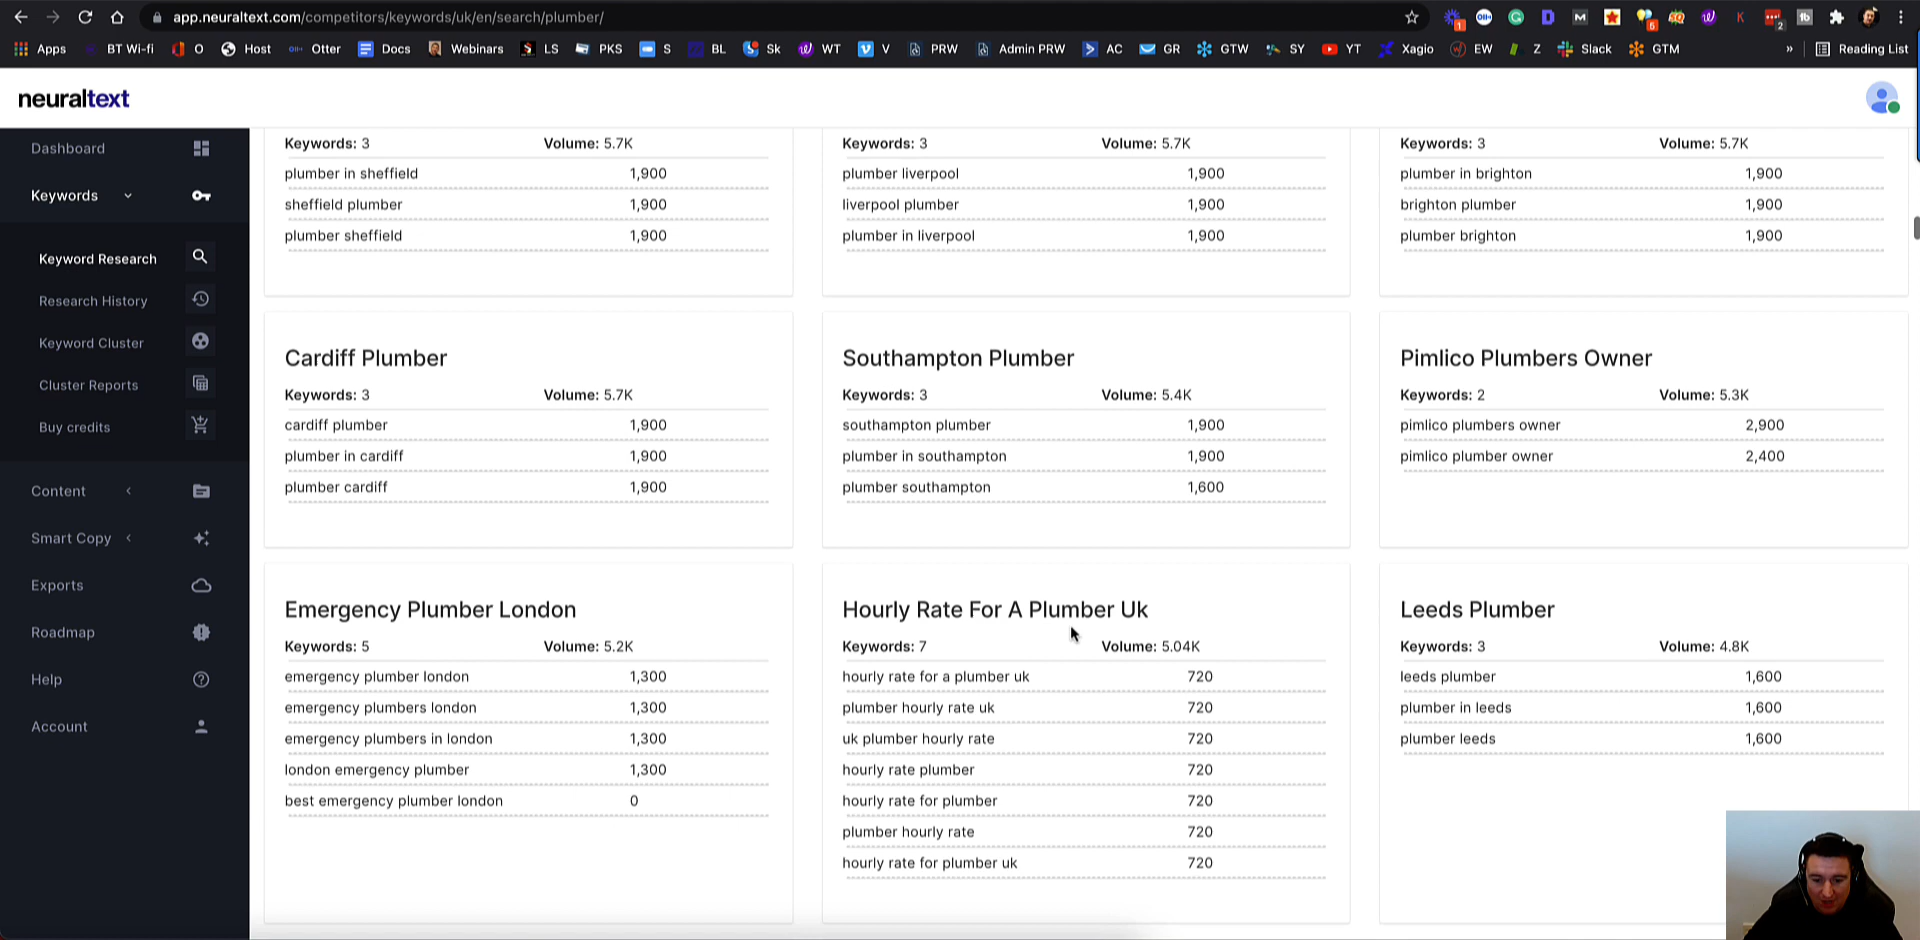 app.neuraltext.com/competitors/keywords/uk/en/search/plumber/
Apps BT Wi-fi O Host Otter Docs Webinars LS PKS S BL Sk WT V PRW Admin PRW AC GR GTW SY YT Xagio EW Z Slack GTM » Reading List
neuraltext
Dashboard
Keywords
Keyword Research
Research History
Keyword Cluster
Cluster Reports
Buy credits
Content
Smart Copy
Exports
Roadmap
Help
Account
Keywords: 3 Volume: 5.7K
plumber in sheffield 1,900
sheffield plumber 1,900
plumber sheffield 1,900
Keywords: 3 Volume: 5.7K
plumber liverpool 1,900
liverpool plumber 1,900
plumber in liverpool 1,900
Keywords: 3 Volume: 5.7K
plumber in brighton 1,900
brighton plumber 1,900
plumber brighton 1,900
Cardiff Plumber
Keywords: 3 Volume: 5.7K
cardiff plumber 1,900
plumber in cardiff 1,900
plumber cardiff 1,900
Southampton Plumber
Keywords: 3 Volume: 5.4K
southampton plumber 1,900
plumber in southampton 1,900
plumber southampton 1,600
Pimlico Plumbers Owner
Keywords: 2 Volume: 5.3K
pimlico plumbers owner 2,900
pimlico plumber owner 2,400
Emergency Plumber London
Keywords: 5 Volume: 5.2K
emergency plumber london 1,300
emergency plumbers london 1,300
emergency plumbers in london 1,300
london emergency plumber 1,300
best emergency plumber london 0
Hourly Rate For A Plumber Uk
Keywords: 7 Volume: 5.04K
hourly rate for a plumber uk 720
plumber hourly rate uk 720
uk plumber hourly rate 720
hourly rate plumber 720
hourly rate for plumber 720
plumber hourly rate 720
hourly rate for plumber uk 720
Leeds Plumber
Keywords: 3 Volume: 4.8K
leeds plumber 1,600
plumber in leeds 1,600
plumber leeds 1,600